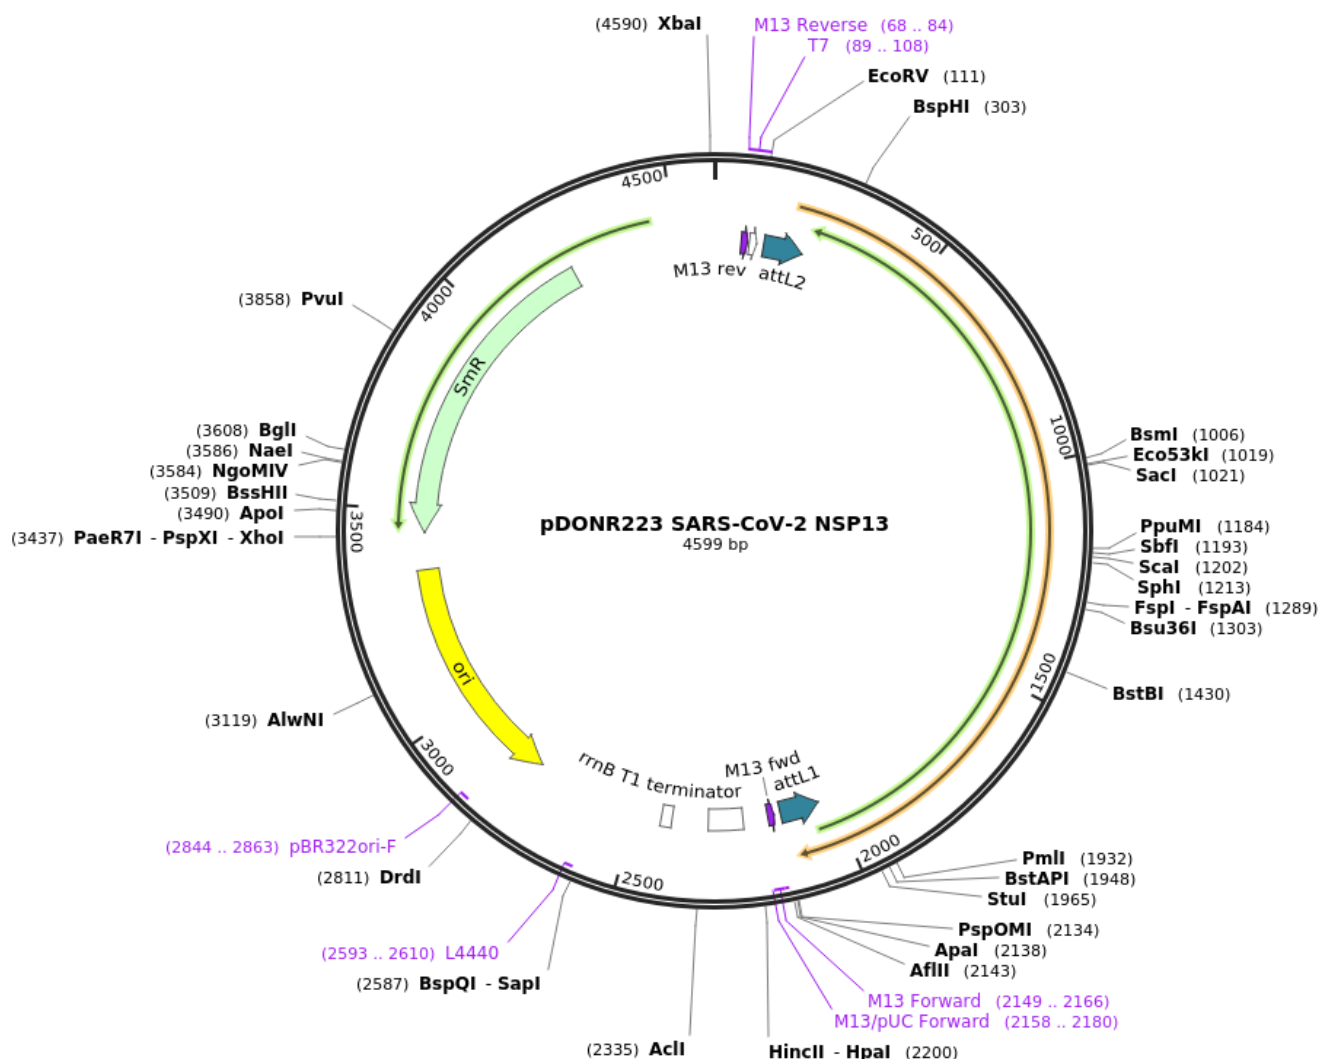 (4590) XbaI
M13 Reverse (68 .. 84)
T7 (89 .. 108)
EcoRV (111)
BspHI (303)
4500
500
M13 rev
attL2
4000
(3858) PvuI
SmR
1000
BsmI (1006)
Eco53kI (1019)
SacI (1021)
(3608) BglI
(3586) NaeI
(3584) NgoMIV
(3509) BssHII
(3490) ApoI
(3437) PaeR7I - PspXI - XhoI
3500
pDONR223 SARS-CoV-2 NSP13
4599 bp
PpuMI (1184)
SbfI (1193)
ScaI (1202)
SphI (1213)
FspI - FspAI (1289)
Bsu36I (1303)
1500
BstBI (1430)
ori
(3119) AlwNI
3000
rrnB T1 terminator
M13 fwd
attL1
(2844 .. 2863) pBR322ori-F
(2811) DrdI
2500
2000
PmlI (1932)
BstAPI (1948)
StuI (1965)
PspOMI (2134)
ApaI (2138)
AflII (2143)
(2593 .. 2610) L4440
(2587) BspQI - SapI
M13 Forward (2149 .. 2166)
M13/pUC Forward (2158 .. 2180)
(2335) AclI
HincII - HpaI (2200)